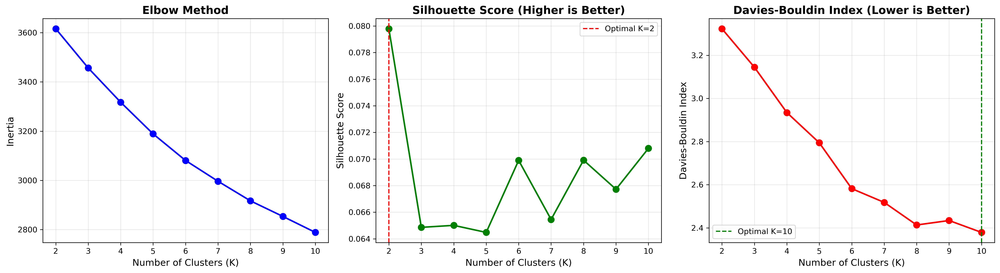 Elbow Method
Inertia
3600
3400
3200
3000
2800
2 3 4 5 6 7 8 9 10
Number of Clusters (K)
Silhouette Score (Higher is Better)
Silhouette Score
0.080
0.078
0.076
0.074
0.072
0.070
0.068
0.066
0.064
Optimal K=2
2 3 4 5 6 7 8 9 10
Number of Clusters (K)
Davies-Bouldin Index (Lower is Better)
Davies-Bouldin Index
3.2
3.0
2.8
2.6
2.4
Optimal K=10
2 3 4 5 6 7 8 9 10
Number of Clusters (K)